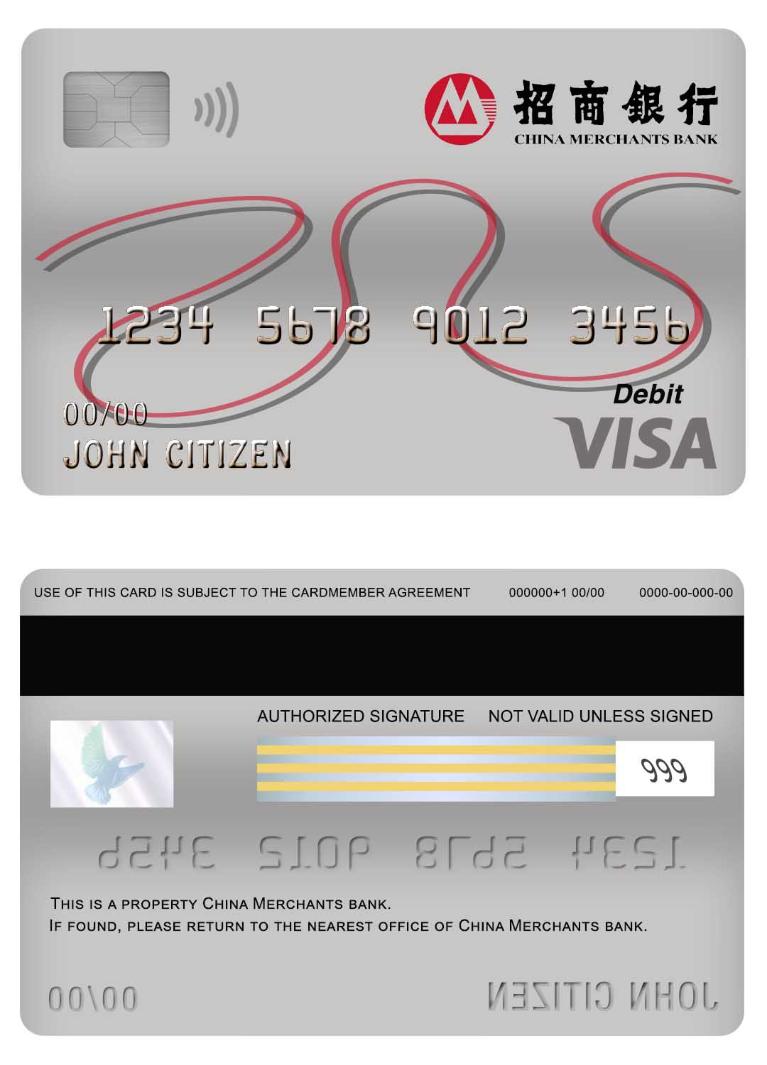 招商銀行
CHINA MERCHANTS BANK
1234 5678 9012 3456
Debit
00/00
VISA
JOHN CITIZEN
USE OF THIS CARD IS SUBJECT TO THE CARDMEMBER AGREEMENT 000000+1 00/00 0000-00-000-00
AUTHORIZED SIGNATURE NOT VALID UNLESS SIGNED
999
1234 5678 9012 3456
THIS IS A PROPERTY CHINA MERCHANTS BANK.
IF FOUND, PLEASE RETURN TO THE NEAREST OFFICE OF CHINA MERCHANTS BANK.
00/00 JOHN CITIZEN